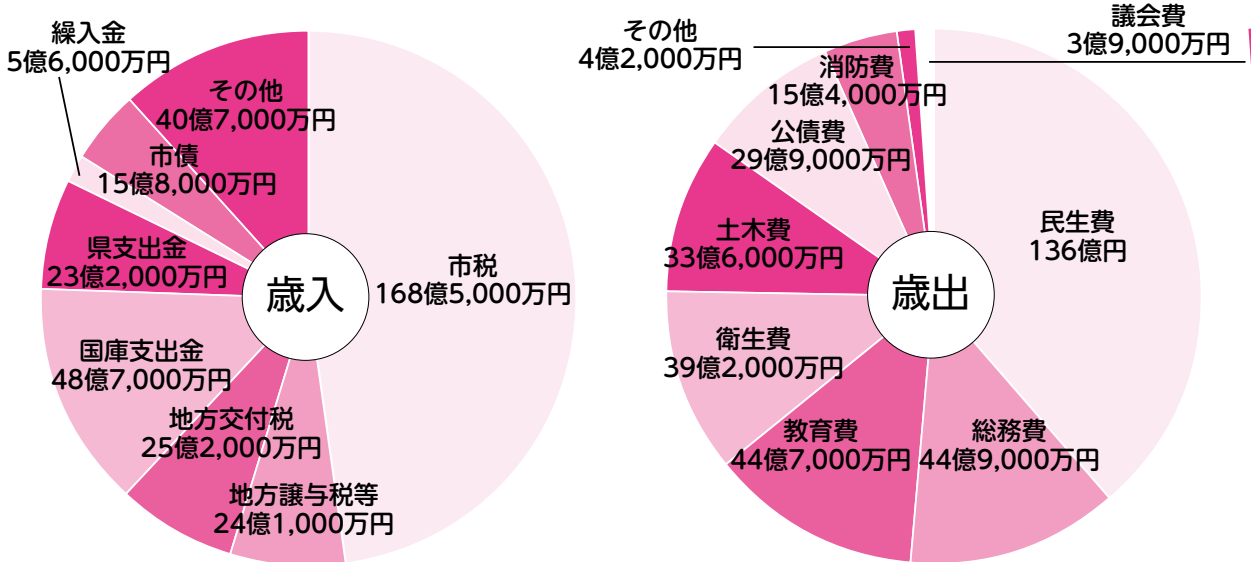 繰入金
5億6,000万円
その他
40億7,000万円
市債
15億8,000万円
県支出金
23億2,000万円
歳入
市税
168億5,000万円
国庫支出金
48億7,000万円
地方交付税
25億2,000万円
地方譲与税等
24億1,000万円
議会費
3億9,000万円
その他
4億2,000万円
消防費
15億4,000万円
公債費
29億9,000万円
土木費
33億6,000万円
民生費
136億円
歳出
衛生費
39億2,000万円
教育費
44億7,000万円
総務費
44億9,000万円